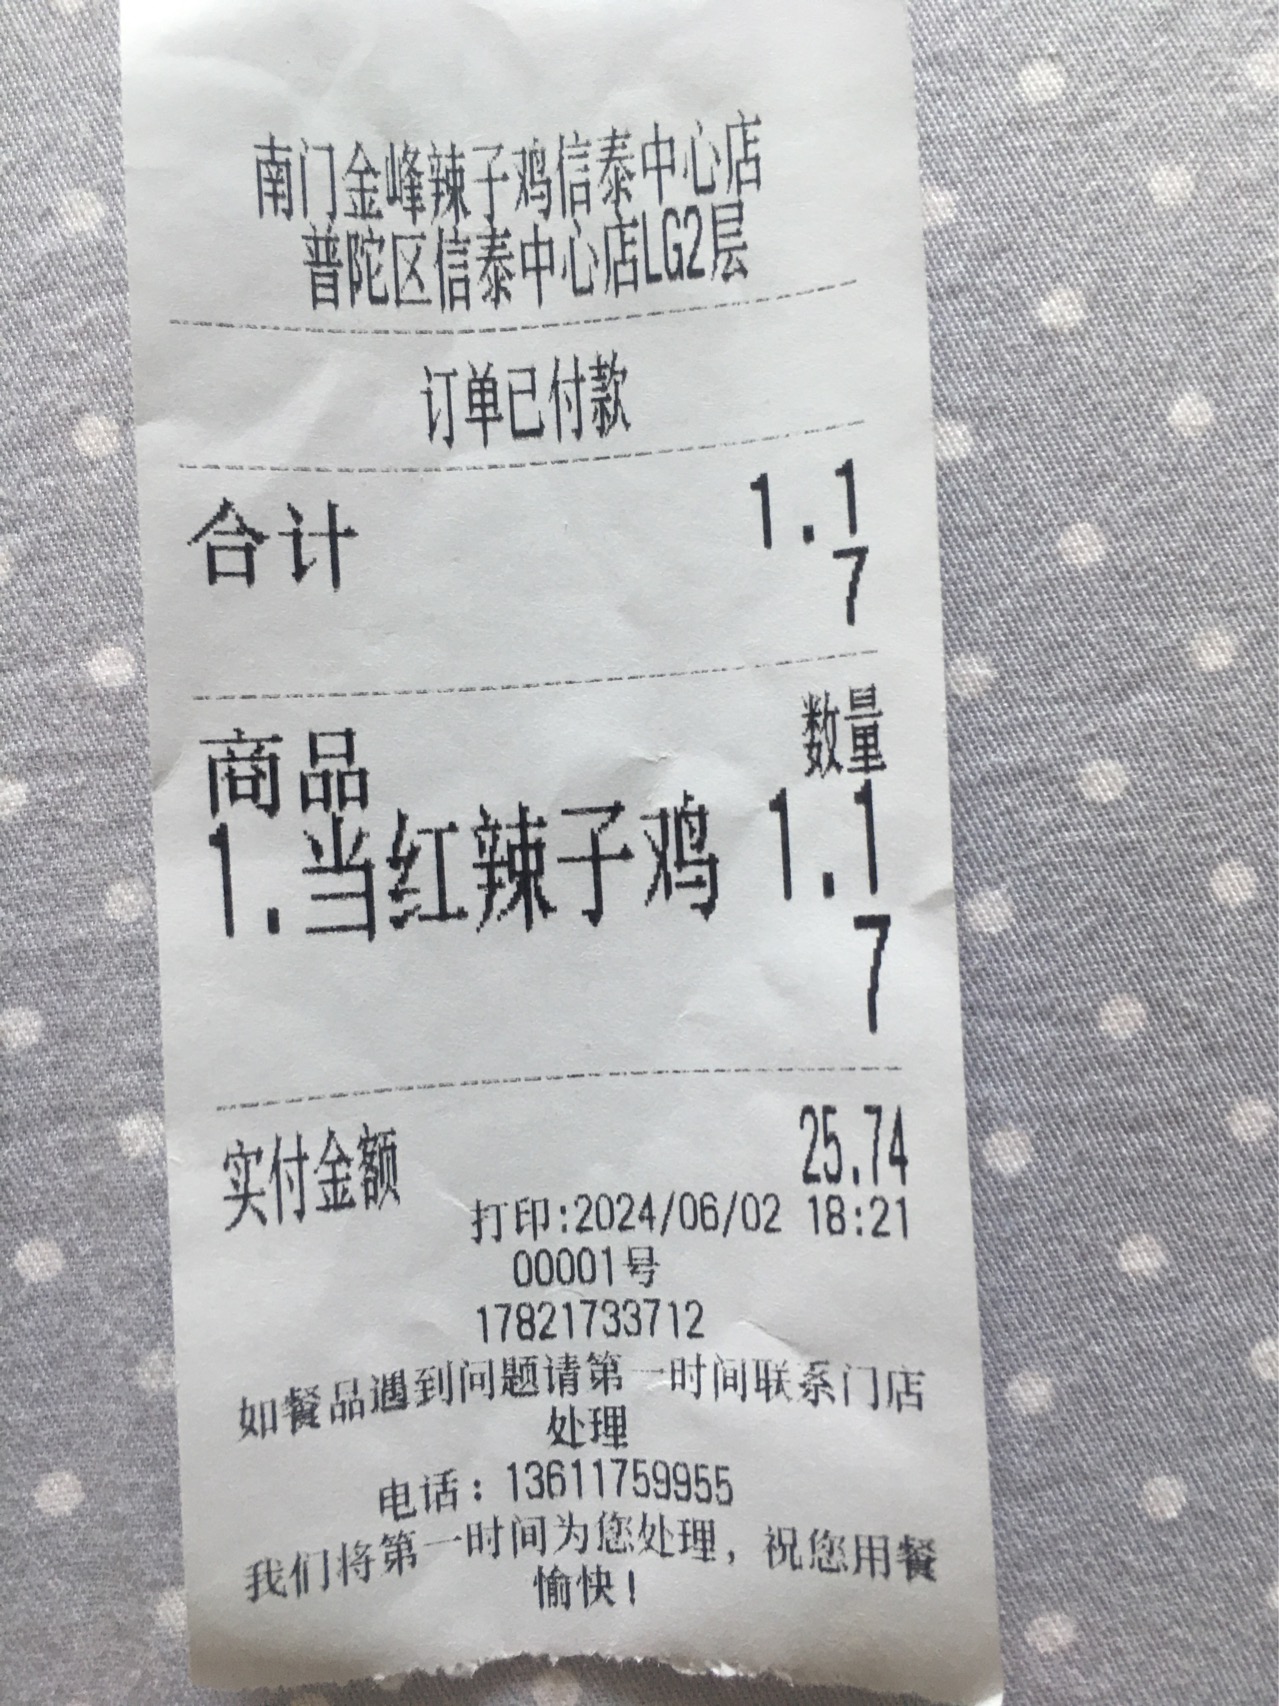 南门金峰辣子鸡信泰中心店
普陀区信泰中心店LG2层
订单已付款
合计 1.1
7
商品 数量
1.当红辣子鸡 1.1
7
实付金额 25.74
打印:2024/06/02 18:21
00001号
17821733712
如餐品遇到问题请第一时间联系门店
处理
电话：13611759955
我们将第一时间为您处理，祝您用餐
愉快！